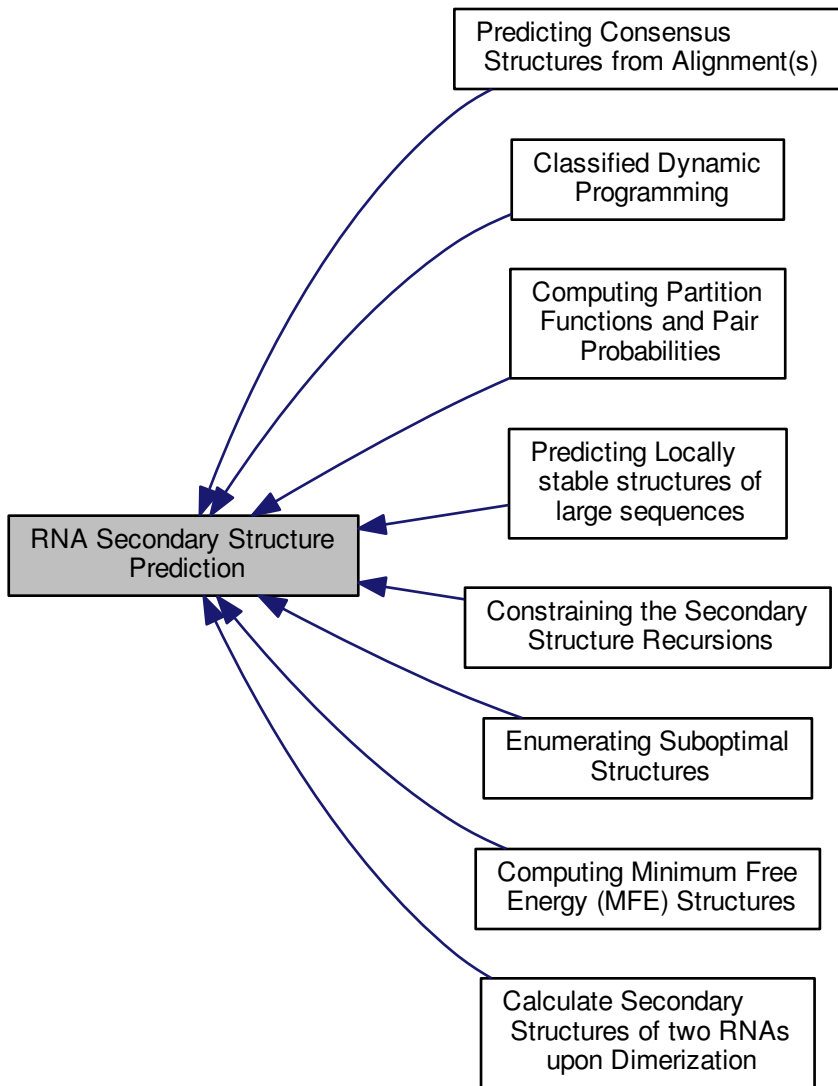 Predicting Consensus
Structures from Alignment(s)
Classified Dynamic
Programming
Computing Partition
Functions and Pair
Probabilities
Predicting Locally
stable structures of
large sequences
RNA Secondary Structure
Prediction
Constraining the Secondary
Structure Recursions
Enumerating Suboptimal
Structures
Computing Minimum Free
Energy (MFE) Structures
Calculate Secondary
Structures of two RNAs
upon Dimerization